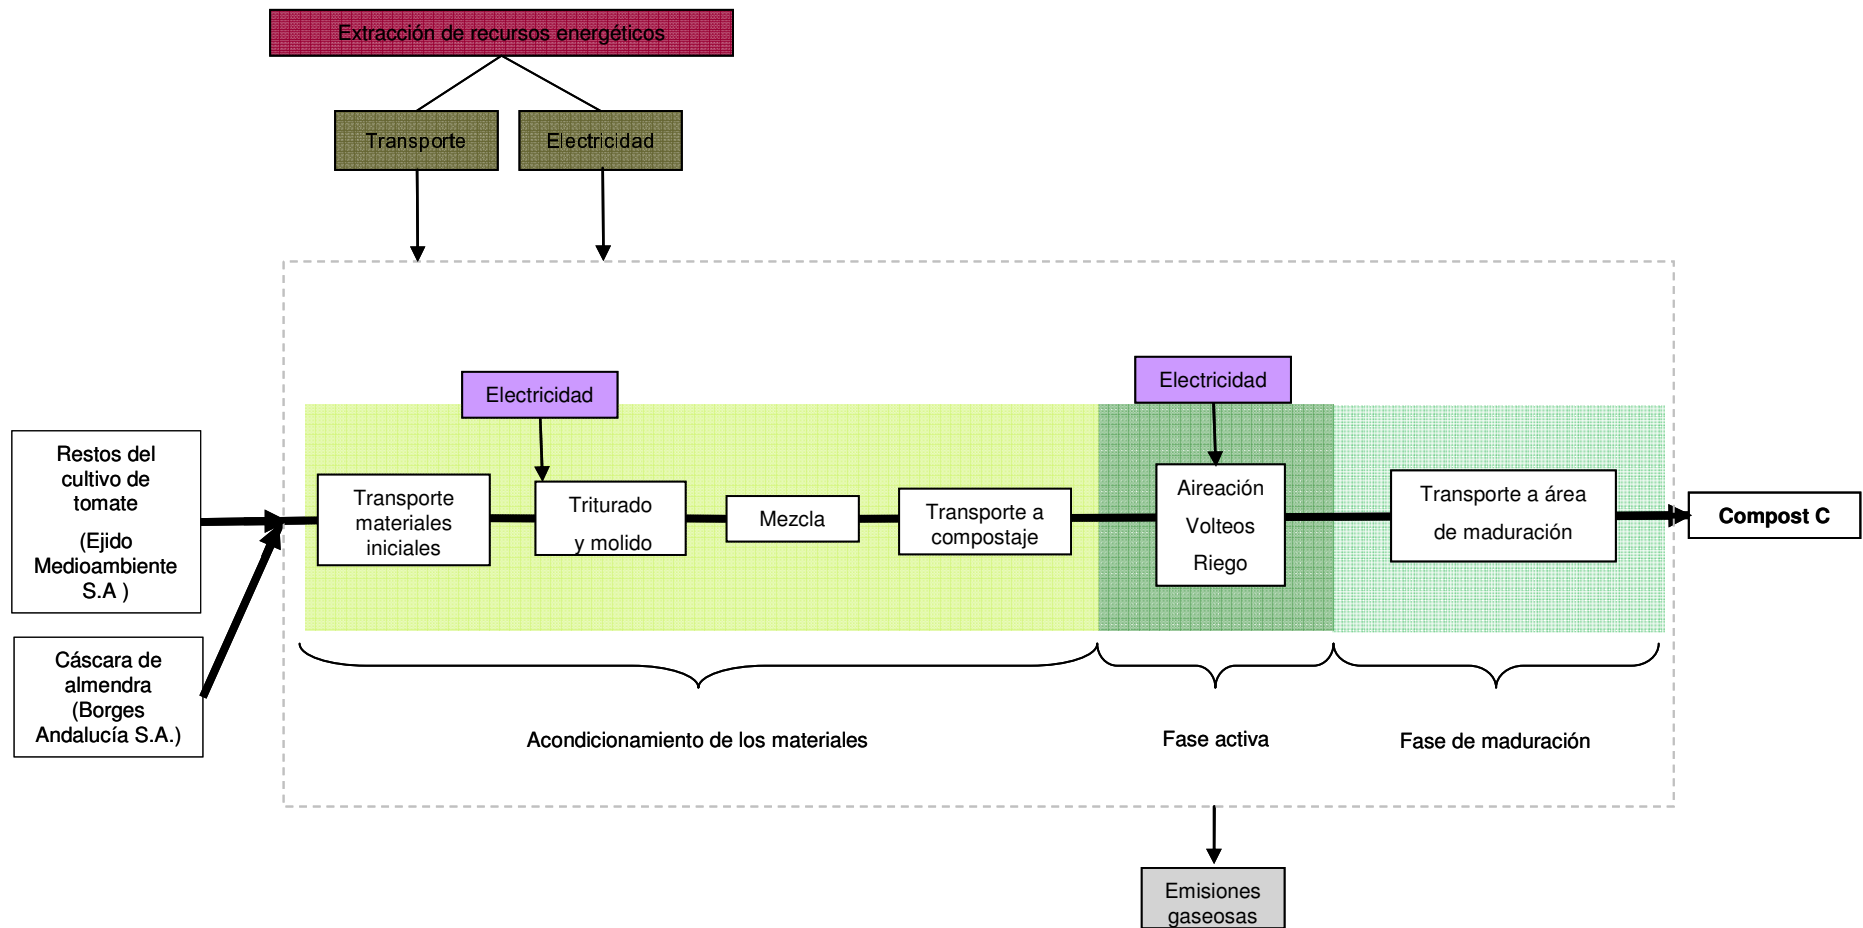 Extracción de recursos energéticos
Transporte
Electricidad
Electricidad
Electricidad
Restos del
cultivo de
tomate
(Ejido
Medioambiente
S.A )
Cáscara de
almendra
(Borges
Andalucía S.A.)
Transporte
materiales
iniciales
Triturado
y molido
Mezcla
Transporte a
compostaje
Aireación
Volteos
Riego
Transporte a área
de maduración
Compost C
Acondicionamiento de los materiales
Fase activa
Fase de maduración
Emisiones
gaseosas